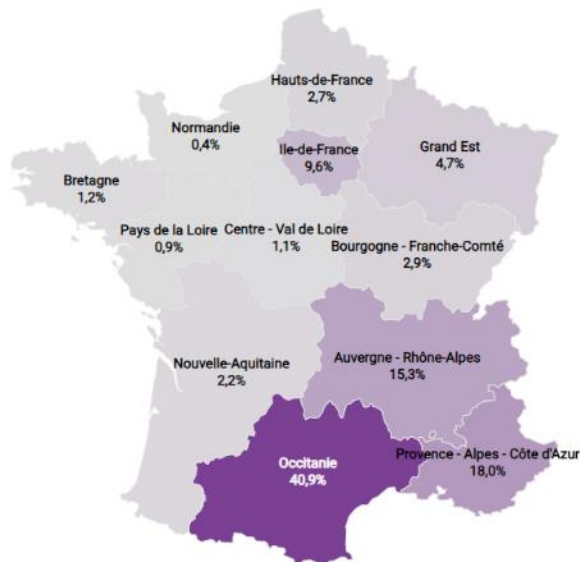 Hauts-de-France
2,7%
Normandie
0,4%
Ile-de-France
9,6%
Grand Est
4,7%
Bretagne
1,2%
Pays de la Loire
0,9%
Centre - Val de Loire
1,1%
Bourgogne - Franche-Comté
2,9%
Nouvelle-Aquitaine
2,2%
Auvergne - Rhône-Alpes
15,3%
Occitanie
40,9%
Provence - Alpes - Côte d'Azur
18,0%